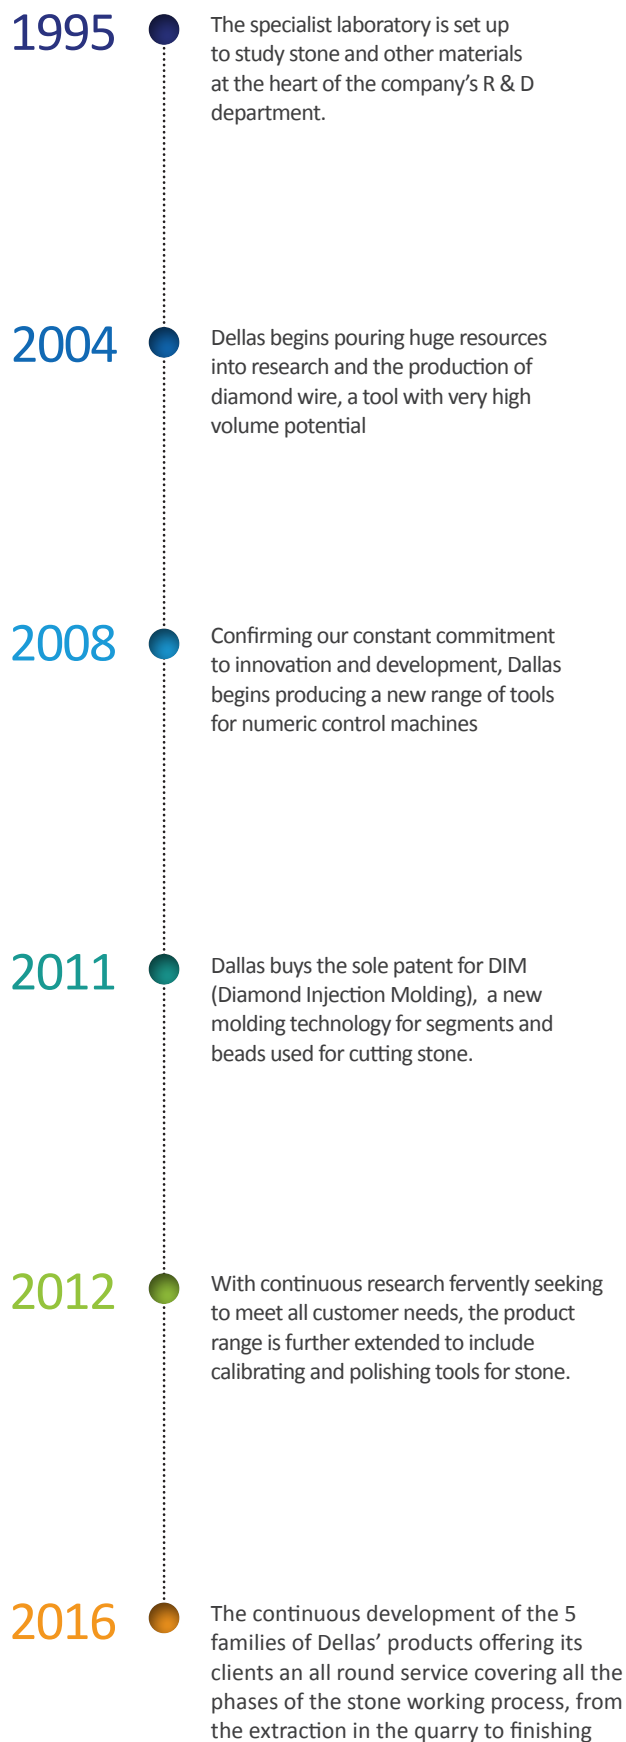 1995
The specialist laboratory is set up
to study stone and other materials
at the heart of the company’s R & D
department.
2004
Dellas begins pouring huge resources
into research and the production of
diamond wire, a tool with very high
volume potential
2008
Confirming our constant commitment
to innovation and development, Dallas
begins producing a new range of tools
for numeric control machines
2011
Dallas buys the sole patent for DIM
(Diamond Injection Molding),  a new
molding technology for segments and
beads used for cutting stone.
2012
With continuous research fervently seeking
to meet all customer needs, the product
range is further extended to include
calibrating and polishing tools for stone.
2016
The continuous development of the 5
families of Dellas’ products offering its
clients an all round service covering all the
phases of the stone working process, from
the extraction in the quarry to finishing